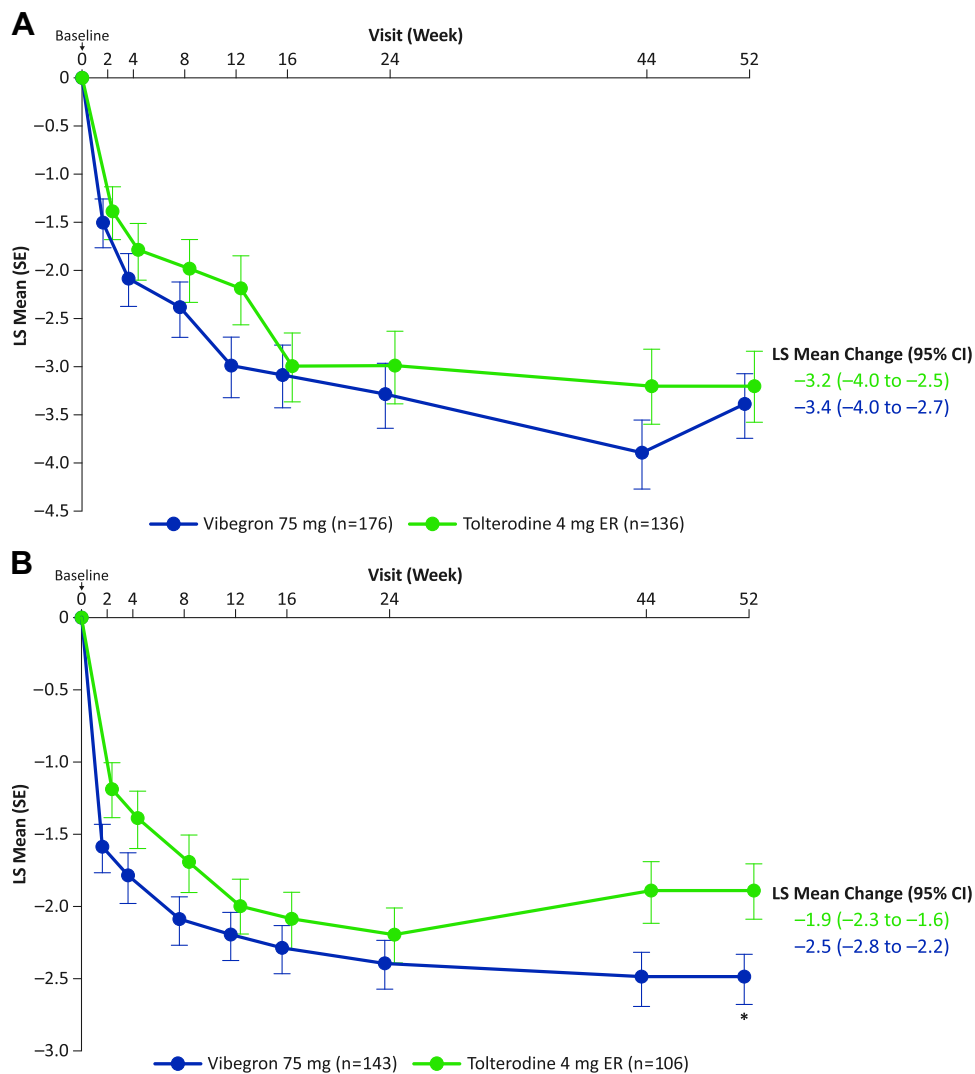 A
Baseline
Visit (Week)
0 2 4 8 12 16 24 44 52
0
−0.5
−1.0
−1.5
−2.0
−2.5
−3.0
−3.5
−4.0
−4.5
LS Mean (SE)
LS Mean Change (95% CI)
−3.2 (−4.0 to −2.5)
−3.4 (−4.0 to −2.7)
Vibegron 75 mg (n=176) Tolterodine 4 mg ER (n=136)
B
Baseline
Visit (Week)
0 2 4 8 12 16 24 44 52
0
−0.5
−1.0
−1.5
−2.0
−2.5
−3.0
LS Mean (SE)
LS Mean Change (95% CI)
−1.9 (−2.3 to −1.6)
−2.5 (−2.8 to −2.2)
*
Vibegron 75 mg (n=143) Tolterodine 4 mg ER (n=106)